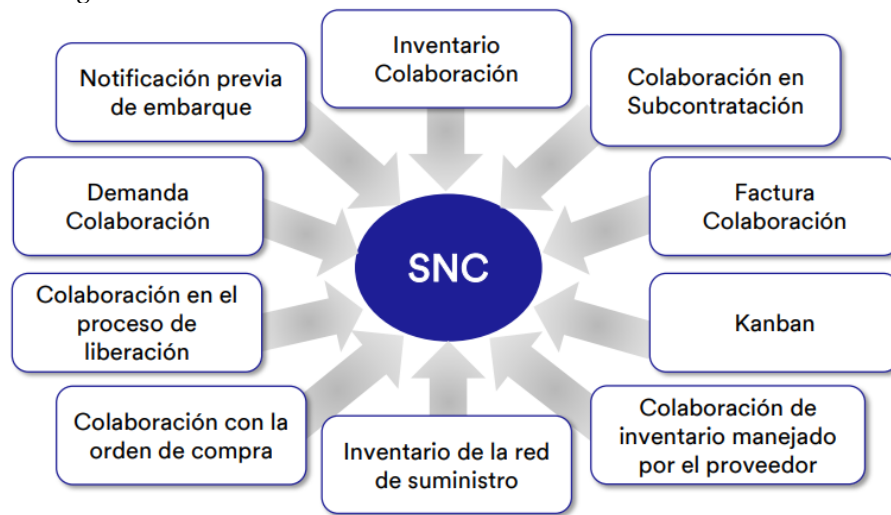 Inventario
Colaboración
Notificación previa
de embarque
Colaboración en
Subcontratación
Demanda
Colaboración
Factura
Colaboración
SNC
Colaboración en el
proceso de
liberación
Kanban
Colaboración con la
orden de compra
Inventario de la red
de suministro
Colaboración de
inventario manejado
por el proveedor